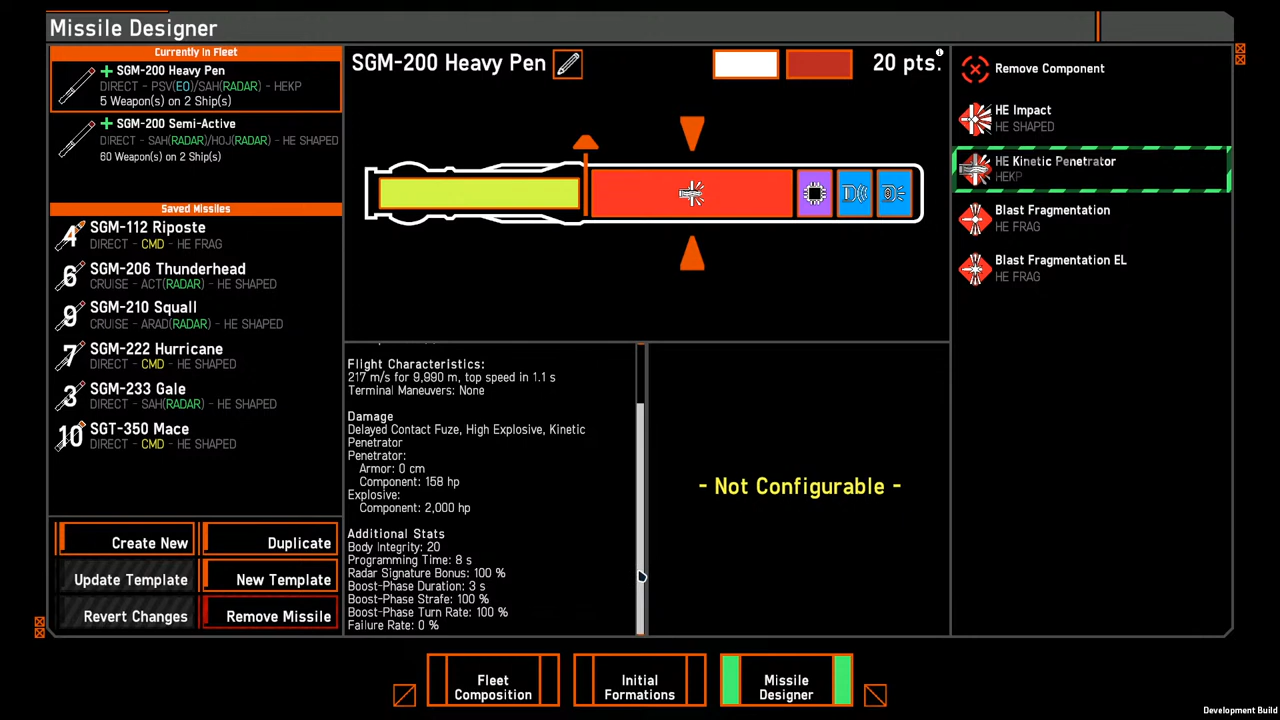 Missile Designer
Currently In Fleet
SGM-200 Heavy Pen
DIRECT - PSV(EO)/SAH(RADAR) - HEKP
5 Weapon(s) on 2 Ship(s)
SGM-200 Semi-Active
DIRECT - SAH(RADAR)/HOJ(RADAR) - HE SHAPED
60 Weapon(s) on 2 Ship(s)
Saved Missiles
4 SGM-112 Riposte
DIRECT - CMD - HE FRAG
6 SGM-206 Thunderhead
CRUISE - ACT(RADAR) - HE SHAPED
9 SGM-210 Squall
CRUISE - ARAD(RADAR) - HE SHAPED
7 SGM-222 Hurricane
DIRECT - CMD - HE SHAPED
3 SGM-233 Gale
DIRECT - SAH(RADAR) - HE SHAPED
10 SGT-350 Mace
DIRECT - CMD - HE SHAPED
Create New
Duplicate
Update Template
New Template
Revert Changes
Remove Missile
SGM-200 Heavy Pen
20 pts.
Flight Characteristics:
217 m/s for 9,990 m, top speed in 1.1 s
Terminal Maneuvers: None
Damage
Delayed Contact Fuze, High Explosive, Kinetic
Penetrator
Penetrator:
Armor: 0 cm
Component: 158 hp
Explosive:
Component: 2,000 hp
Additional Stats
Body Integrity: 20
Programming Time: 8 s
Radar Signature Bonus: 100 %
Boost-Phase Duration: 3 s
Boost-Phase Strafe: 100 %
Boost-Phase Turn Rate: 100 %
Failure Rate: 0 %
- Not Configurable -
Remove Component
HE Impact
HE SHAPED
HE Kinetic Penetrator
HEKP
Blast Fragmentation
HE FRAG
Blast Fragmentation EL
HE FRAG
Fleet
Composition
Initial
Formations
Missile
Designer
Development Build